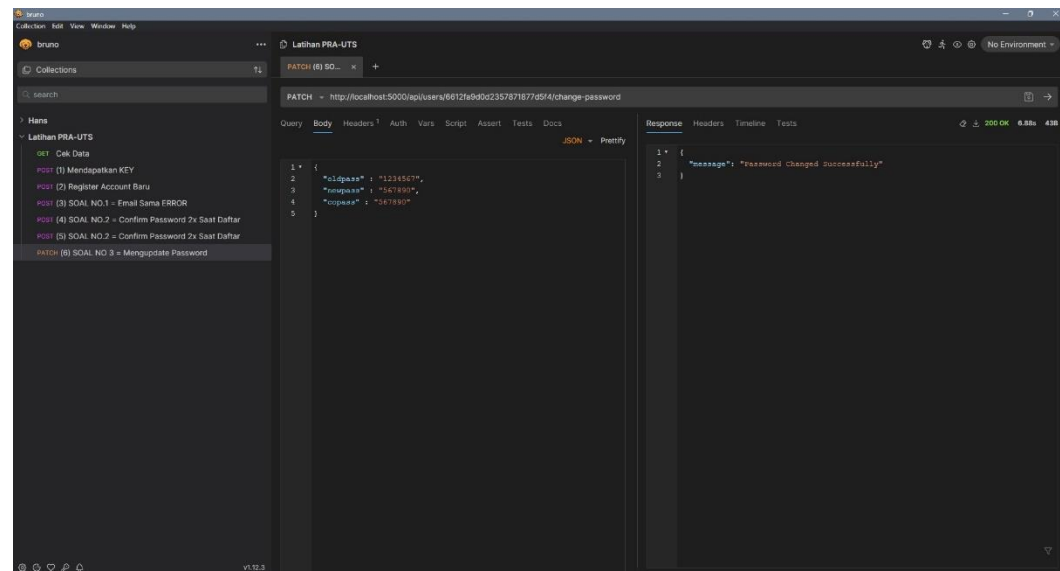 bruno
Collection Edit View Window Help
bruno
Collections
search
Hans
Latihan PRA-UTS
GET Cek Data
POST (1) Mendapatkan KEY
POST (2) Register Account Baru
POST (3) SOAL NO.1 = Email Sama ERROR
POST (4) SOAL NO.2 = Confirm Password 2x Saat Daftar
POST (5) SOAL NO.2 = Confirm Password 2x Saat Daftar
PATCH (6) SOAL NO 3 = Mengupdate Password
v1.12.3
Latihan PRA-UTS
No Environment
PATCH (6) SO...
PATCH http://localhost:5000/api/users/6612fa9d0d2357871877d5f4/change-password
Query Body Headers 1 Auth Vars Script Assert Tests Docs
JSON Prettify
1 {
2 "oldpass" : "1234567",
3 "newpass" : "567890",
4 "copass" : "567890"
5 }
Response Headers Timeline Tests
200 OK 6.88s 43B
1 {
2 "message": "Password Changed Successfully"
3 }